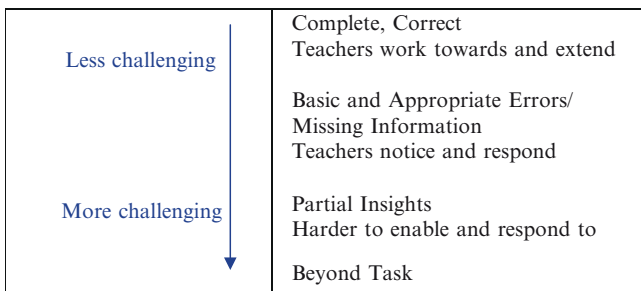 Less challenging
More challenging
Complete, Correct
Teachers work towards and extend
Basic and Appropriate Errors/
Missing Information
Teachers notice and respond
Partial Insights
Harder to enable and respond to
Beyond Task